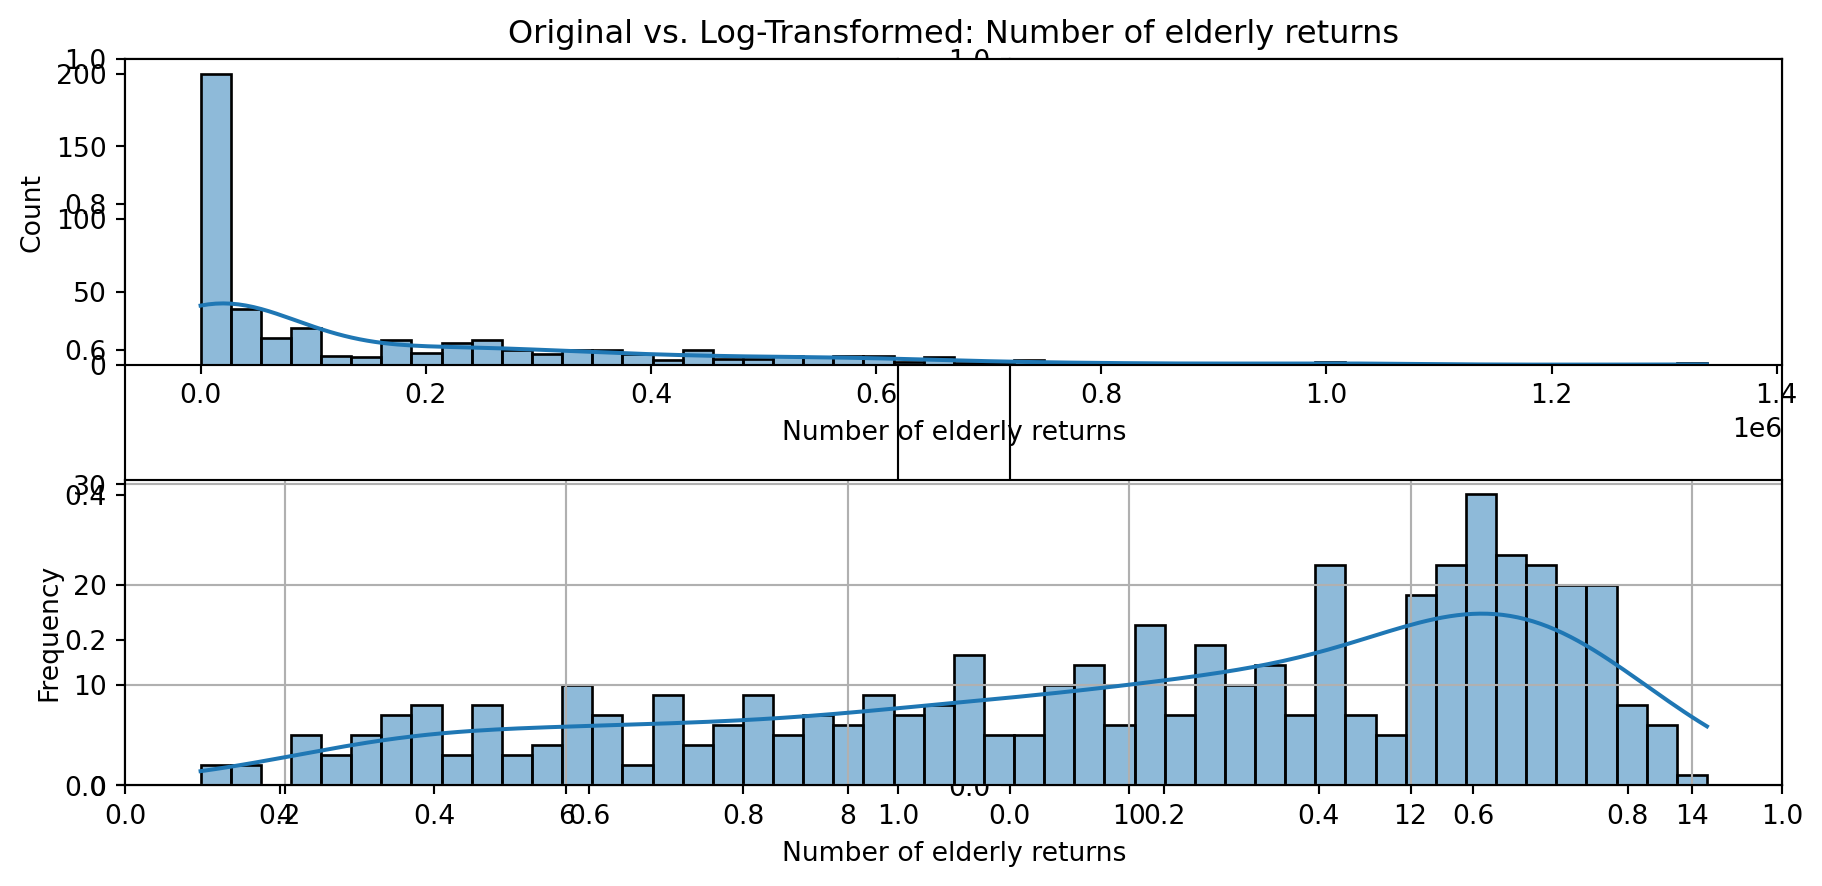 Original vs. Log-Transformed: Number of elderly returns
1.0
1.0
200
150
Count
0.8
100
50
0.6
0
0.0 0.2 0.4 0.6 0.8 1.0 1.2 1.4
Number of elderly returns
1e6
30
0.4
20
Frequency
0.2
10
0.0
0
0.0
0.0 0.2 0.4 0.6 0.8 1.0 0.0 0.2 0.4 0.6 0.8 1.0
4 6 8 10 12 14
Number of elderly returns